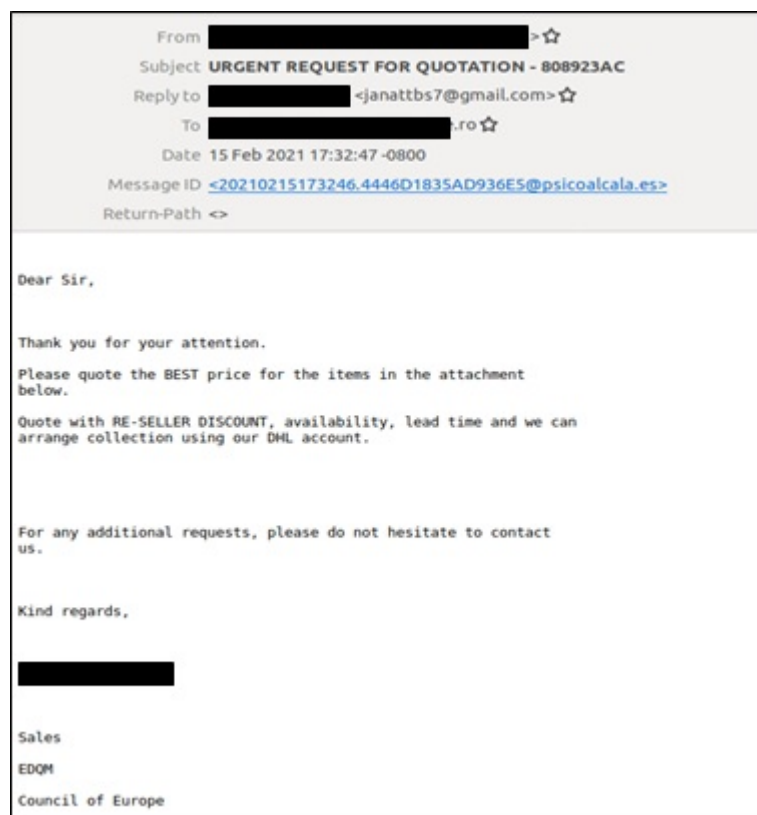 From >
Subject URGENT REQUEST FOR QUOTATION - 808923AC
Reply to <janattbs7@gmail.com>
To .ro
Date 15 Feb 2021 17:32:47 -0800
Message ID <20210215173246.4446D1835AD936E5@psicoalcala.es>
Return-Path <>
Dear Sir,
Thank you for your attention.
Please quote the BEST price for the items in the attachment
below.
Quote with RE-SELLER DISCOUNT, availability, lead time and we can
arrange collection using our DHL account.
For any additional requests, please do not hesitate to contact
us.
Kind regards,
Sales
EDQM
Council of Europe